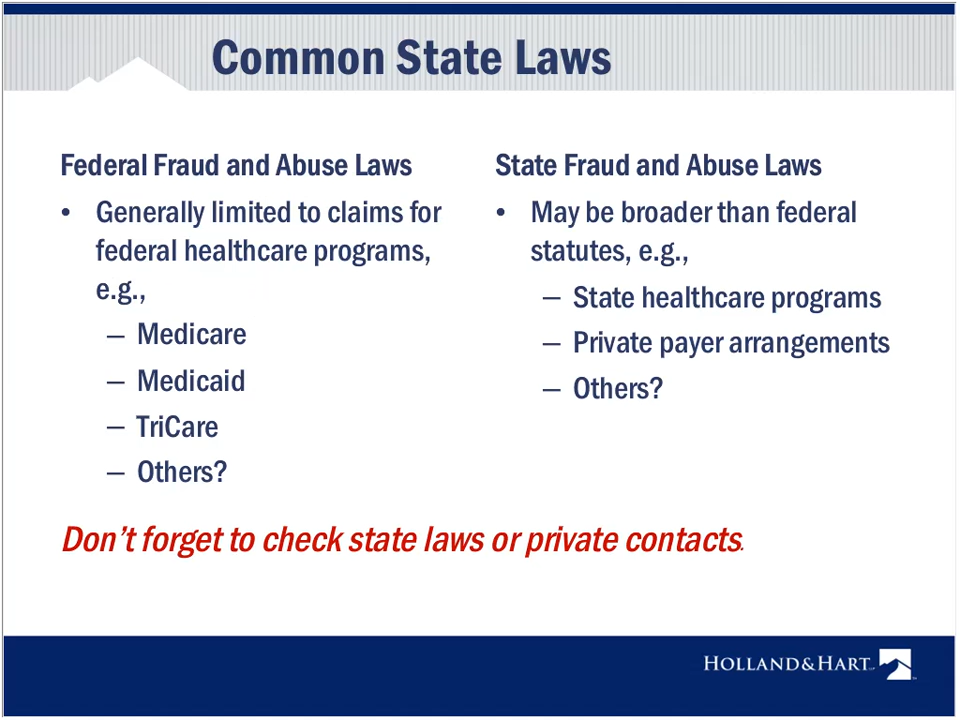 Common State Laws
Federal Fraud and Abuse Laws
• Generally limited to claims for
federal healthcare programs,
e.g.,
– Medicare
– Medicaid
– TriCare
– Others?
State Fraud and Abuse Laws
• May be broader than federal
statutes, e.g.,
– State healthcare programs
– Private payer arrangements
– Others?
Don't forget to check state laws or private contacts.
HOLLAND & HART